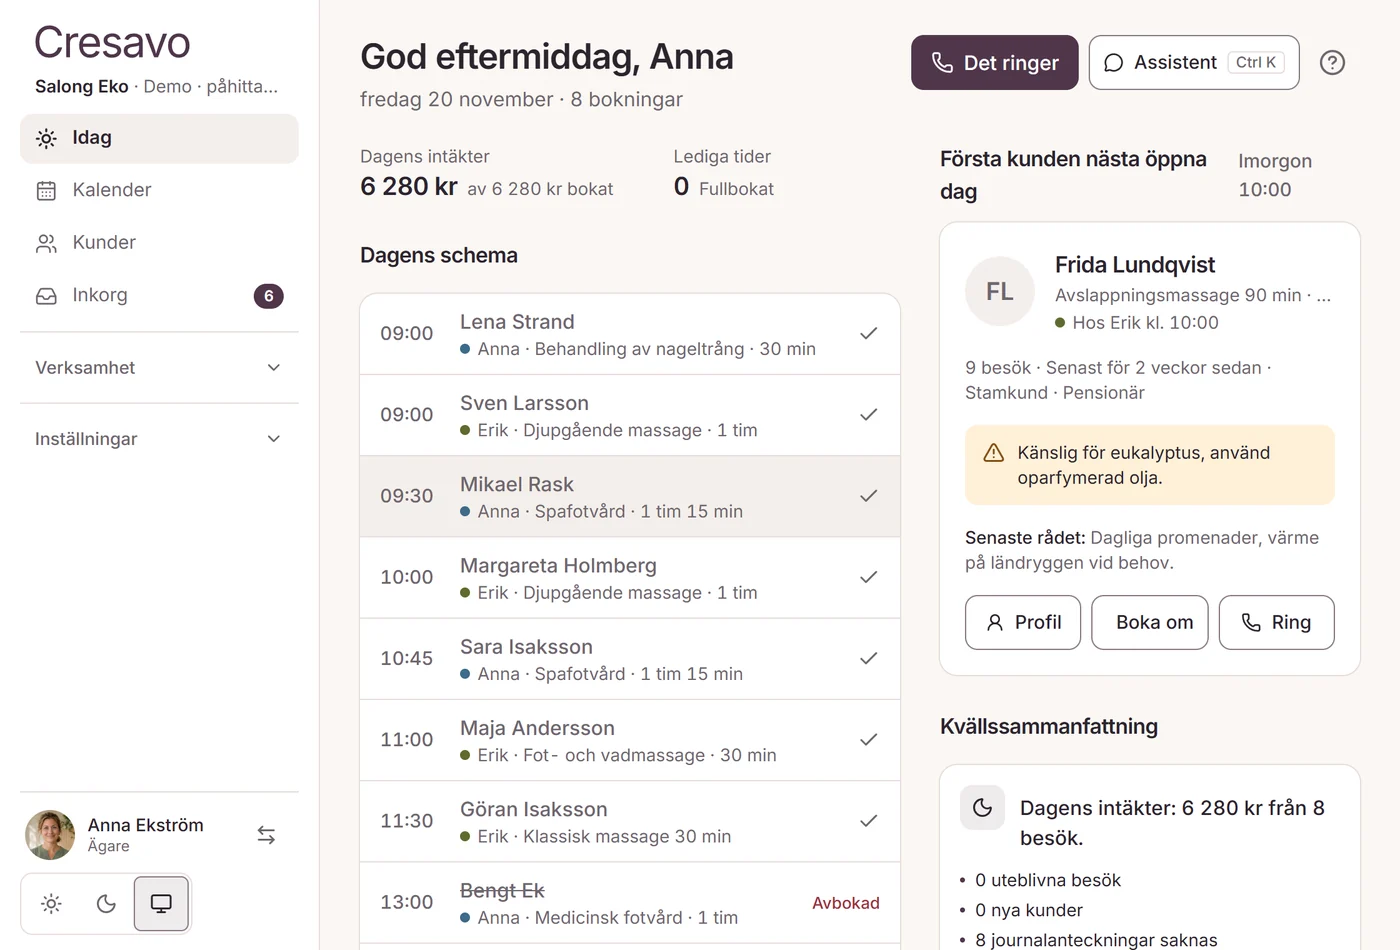 Cresavo
Salong Eko · Demo · påhitta...
Idag
Kalender
Kunder
Inkorg
6
Verksamhet
Inställningar
Anna Ekström
Ägare
God eftermiddag, Anna
fredag 20 november · 8 bokningar
Det ringer
Assistent
Ctrl K
Dagens intäkter
6 280 kr av 6 280 kr bokat
Lediga tider
0 Fullbokat
Dagens schema
09:00
Lena Strand
Anna · Behandling av nageltrång · 30 min
09:00
Sven Larsson
Erik · Djupgående massage · 1 tim
09:30
Mikael Rask
Anna · Spafotvård · 1 tim 15 min
10:00
Margareta Holmberg
Erik · Djupgående massage · 1 tim
10:45
Sara Isaksson
Anna · Spafotvård · 1 tim 15 min
11:00
Maja Andersson
Erik · Fot- och vadmassage · 30 min
11:30
Göran Isaksson
Erik · Klassisk massage 30 min
13:00
Bengt Ek
Anna · Medicinsk fotvård · 1 tim
Avbokad
Första kunden nästa öppna
dag
Imorgon
10:00
FL
Frida Lundqvist
Avslappningsmassage 90 min · ...
Hos Erik kl. 10:00
9 besök · Senast för 2 veckor sedan ·
Stamkund · Pensionär
Känslig för eukalyptus, använd
oparfymerad olja.
Senaste rådet: Dagliga promenader, värme
på ländryggen vid behov.
Profil
Boka om
Ring
Kvällssammanfattning
Dagens intäkter: 6 280 kr från 8
besök.
• 0 uteblivna besök
• 0 nya kunder
• 8 journalanteckningar saknas